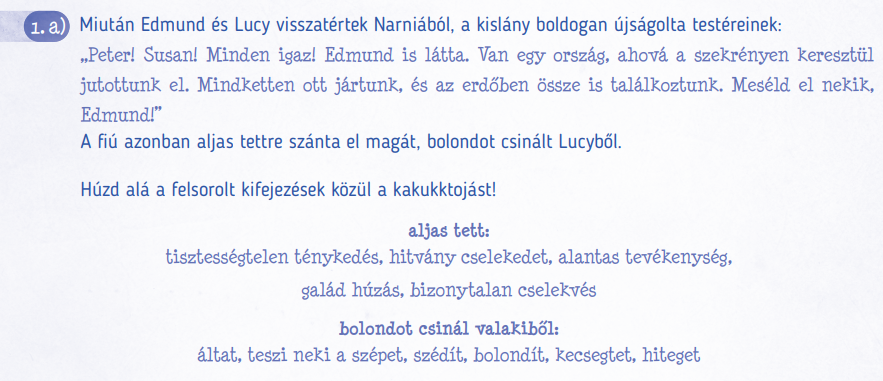 1. a) Miután Edmund és Lucy visszatértek Narniából, a kislány boldogan újságolta testéreinek:
„Peter! Susan! Minden igaz! Edmund is látta. Van egy ország, ahová a szekrényen keresztül
jutottunk el. Mindketten ott jártunk, és az erdőben össze is találkoztunk. Meséld el nekik,
Edmund!”
A fiú azonban aljas tettre szánta el magát, bolondot csinált Lucyből.
Húzd alá a felsorolt kifejezések közül a kakukktojást!
aljas tett:
tisztességtelen ténykedés, hitvány cselekedet, alantas tevékenység,
galád húzás, bizonytalan cselekvés
bolondot csinál valakiből:
áltat, teszi neki a szépet, szédít, bolondít, kecsegtet, hiteget